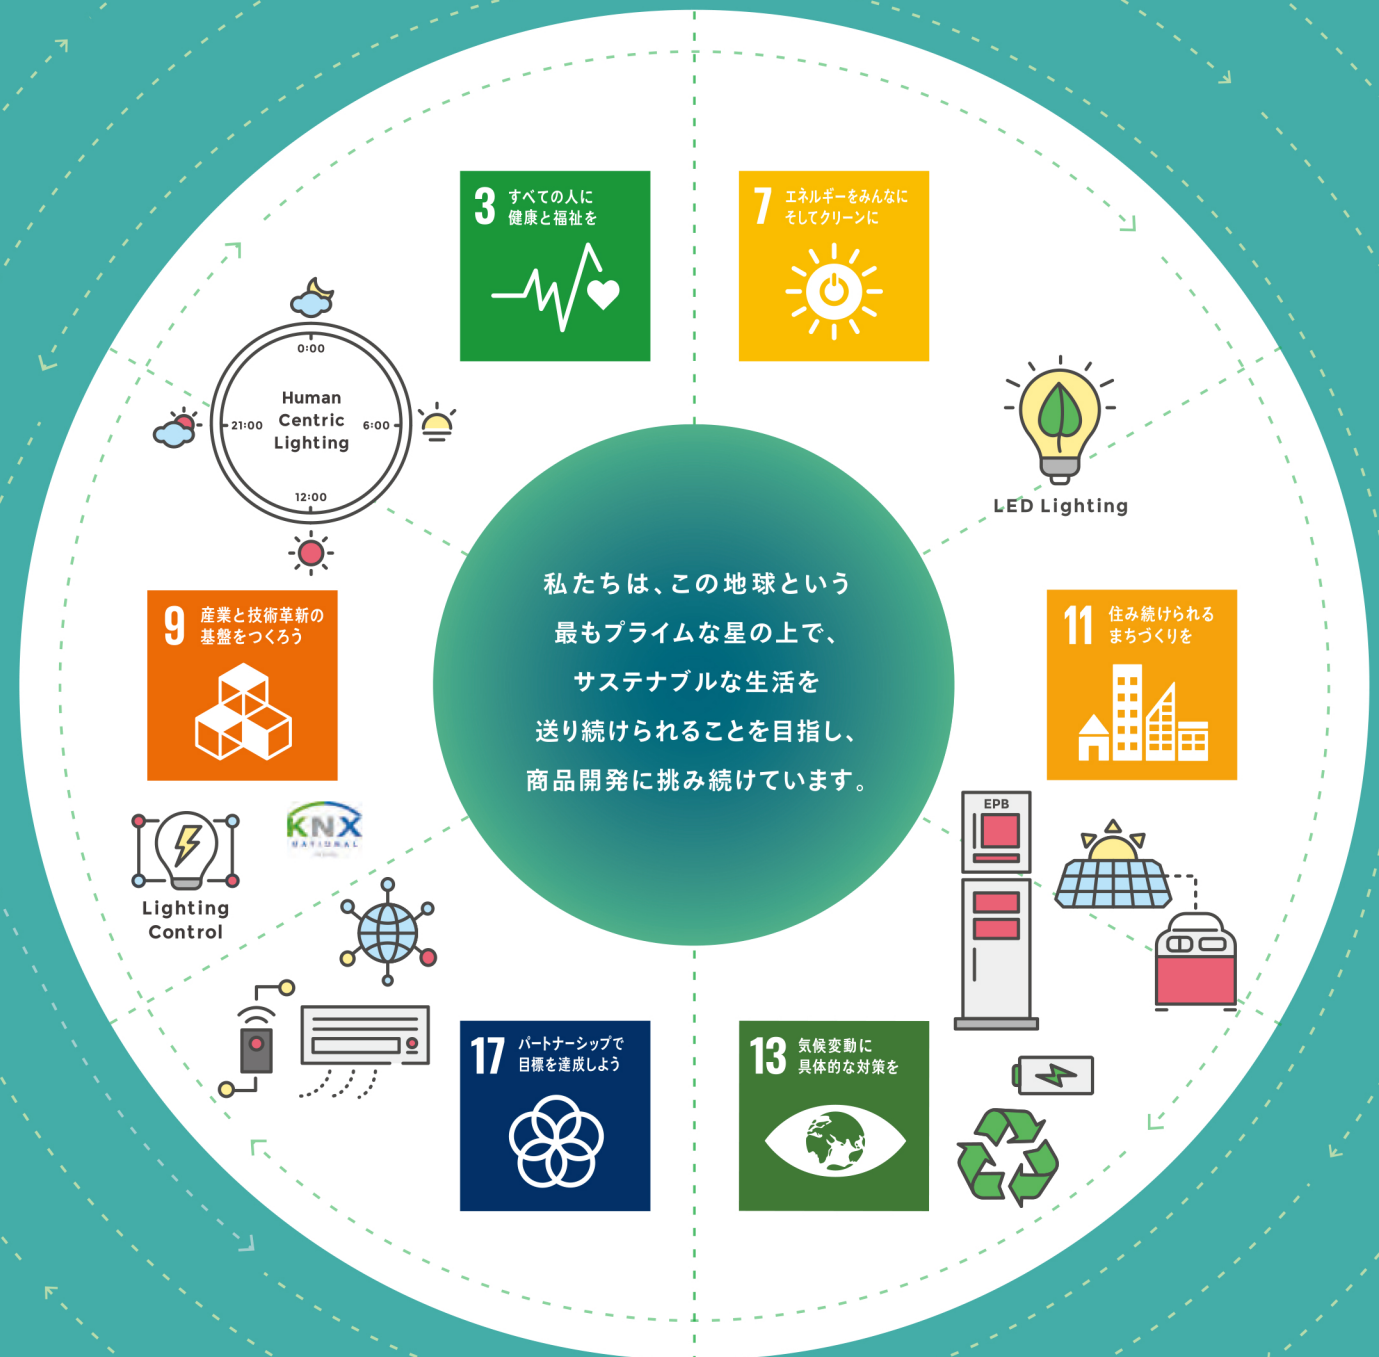 3 すべての人に
健康と福祉を
7 エネルギーをみんなに
そしてクリーンに
0:00
Human
Centric
Lighting
21:00
6:00
12:00
LED Lighting
私たちは、この地球という
最もプライムな星の上で、
サステナブルな生活を
送り続けられることを目指し、
商品開発に挑み続けています。
9 産業と技術革新の
基盤をつくろう
11 住み続けられる
まちづくりを
KNX
NATIONAL
Lighting
Control
EPB
17 パートナーシップで
目標を達成しよう
13 気候変動に
具体的な対策を